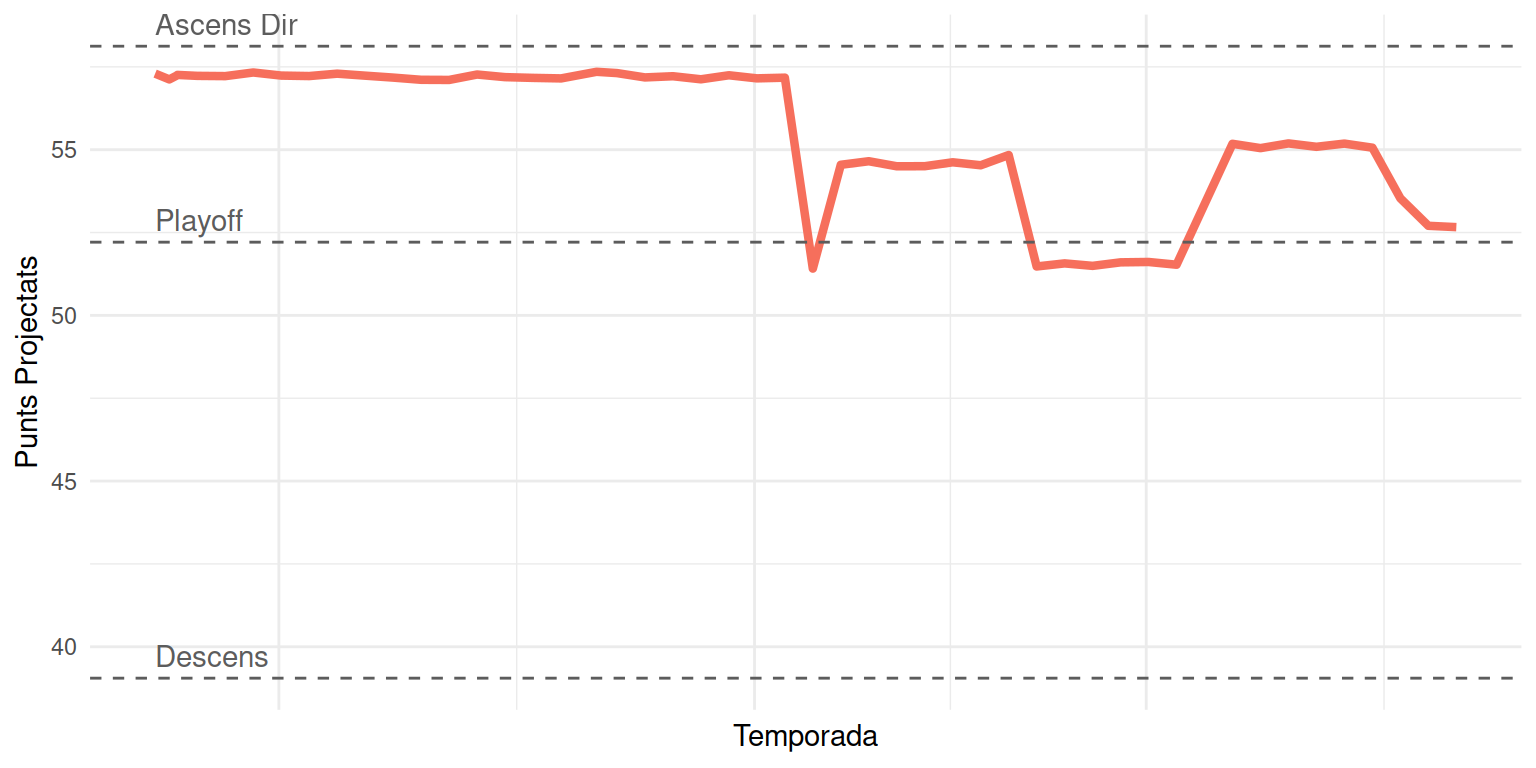 Ascens Dir
55
Playoff
50
45
40
Descens
Punts Projectats
Temporada